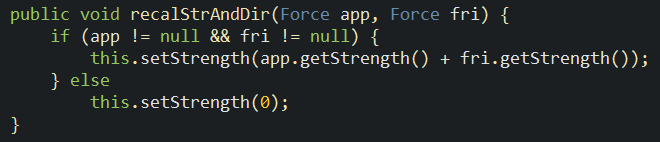 public void recalStrAndDir(Force app, Force fri) {
    if (app != null && fri != null) {
        this.setStrength(app.getStrength() + fri.getStrength());
    } else
        this.setStrength(0);
}